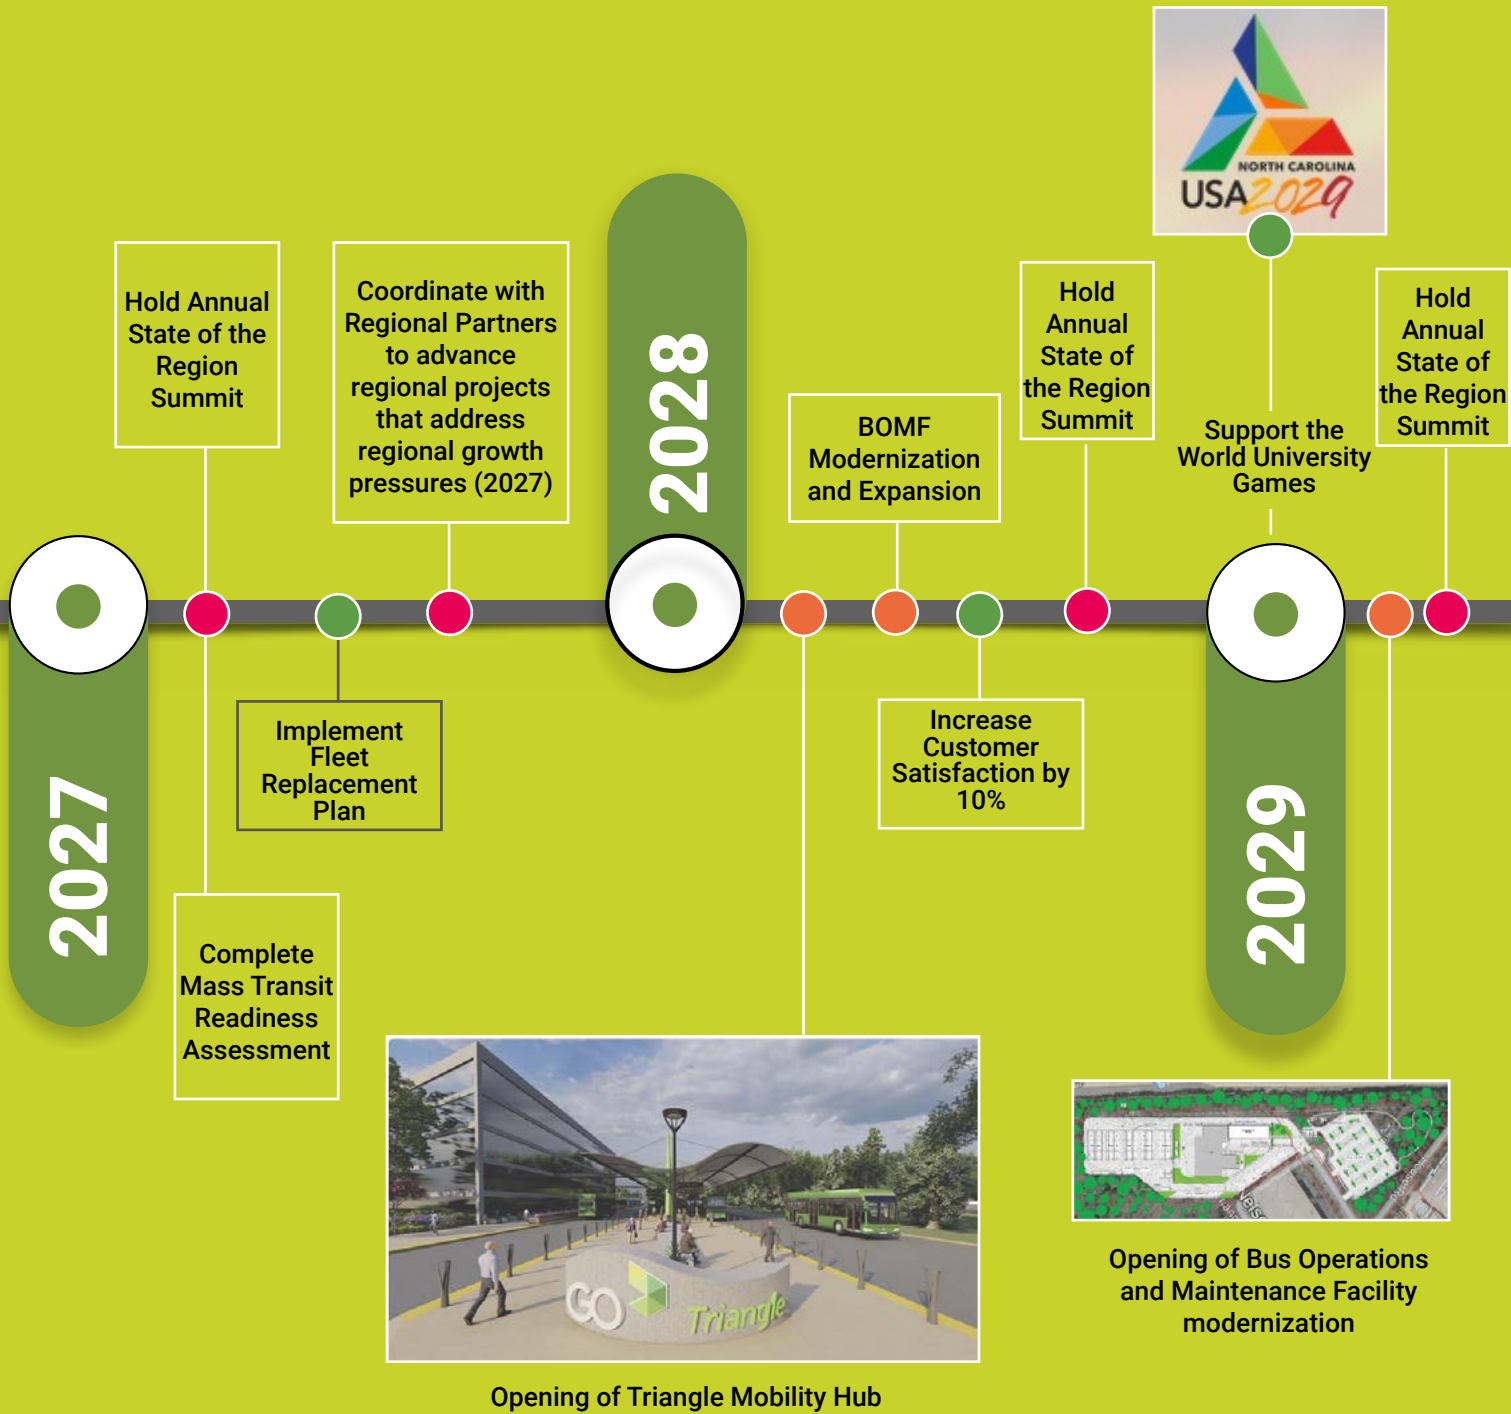 NORTH CAROLINA
USA2029
Hold Annual
State of the
Region
Summit
Coordinate with
Regional Partners
to advance
regional projects
that address
regional growth
pressures (2027)
2028
BOMF
Modernization
and Expansion
Hold
Annual
State of
the Region
Summit
Support the
World University
Games
Hold
Annual
State of
the Region
Summit
2027
Implement
Fleet
Replacement
Plan
Complete
Mass Transit
Readiness
Assessment
Increase
Customer
Satisfaction by
10%
2029
GO Triangle
Opening of Triangle Mobility Hub
Opening of Bus Operations
and Maintenance Facility
modernization